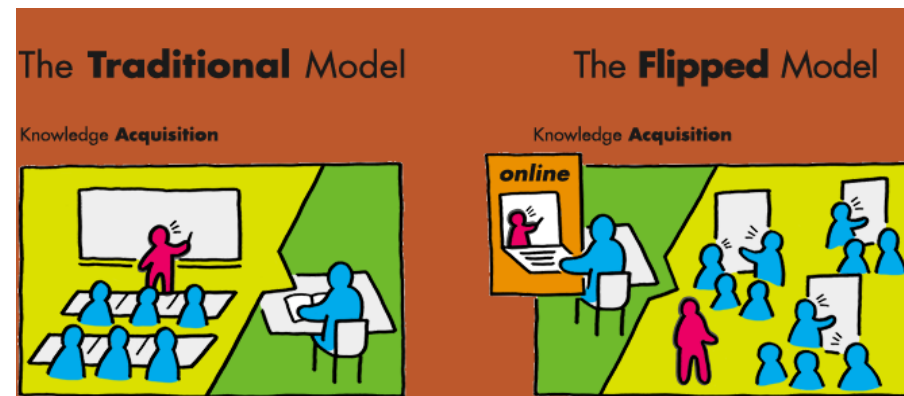 The Traditional Model
Knowledge Acquisition
The Flipped Model
Knowledge Acquisition
online